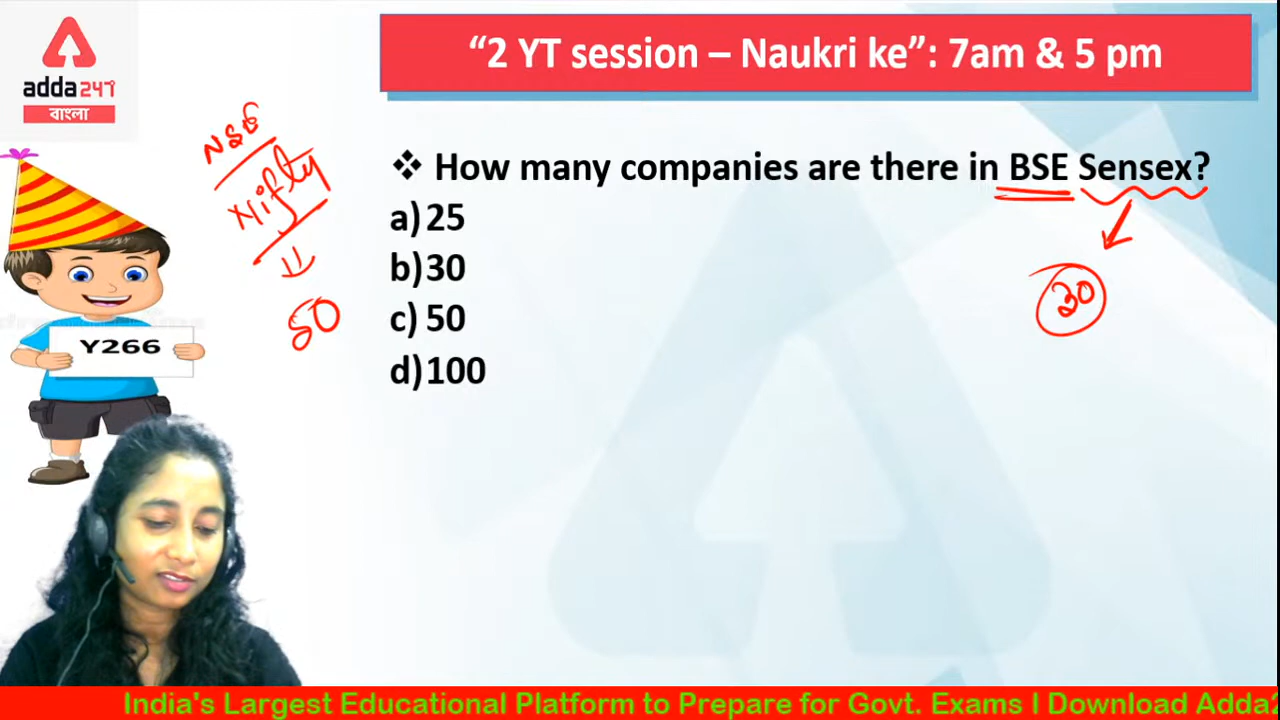 adda247
বাংলা
“2 YT session – Naukri ke”: 7am & 5 pm
NSE
Nifty
50
❖ How many companies are there in BSE Sensex?
a) 25
b) 30
c) 50
d) 100
30
Y266
India's Largest Educational Platform to Prepare for Govt. Exams I Download Adda2